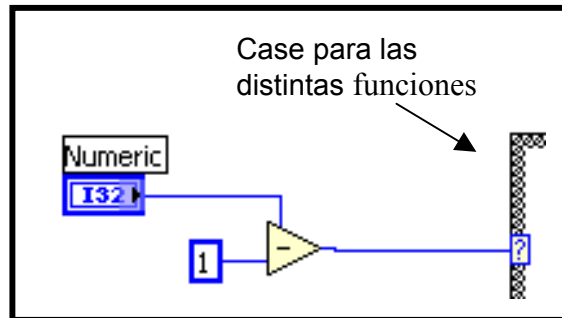 Case para las
distintas funciones
Numeric
I32
1
-
?